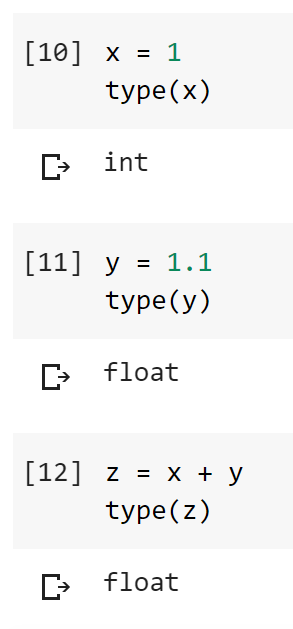 [10] x = 1
type(x)
int
[11] y = 1.1
type(y)
float
[12] z = x + y
type(z)
float